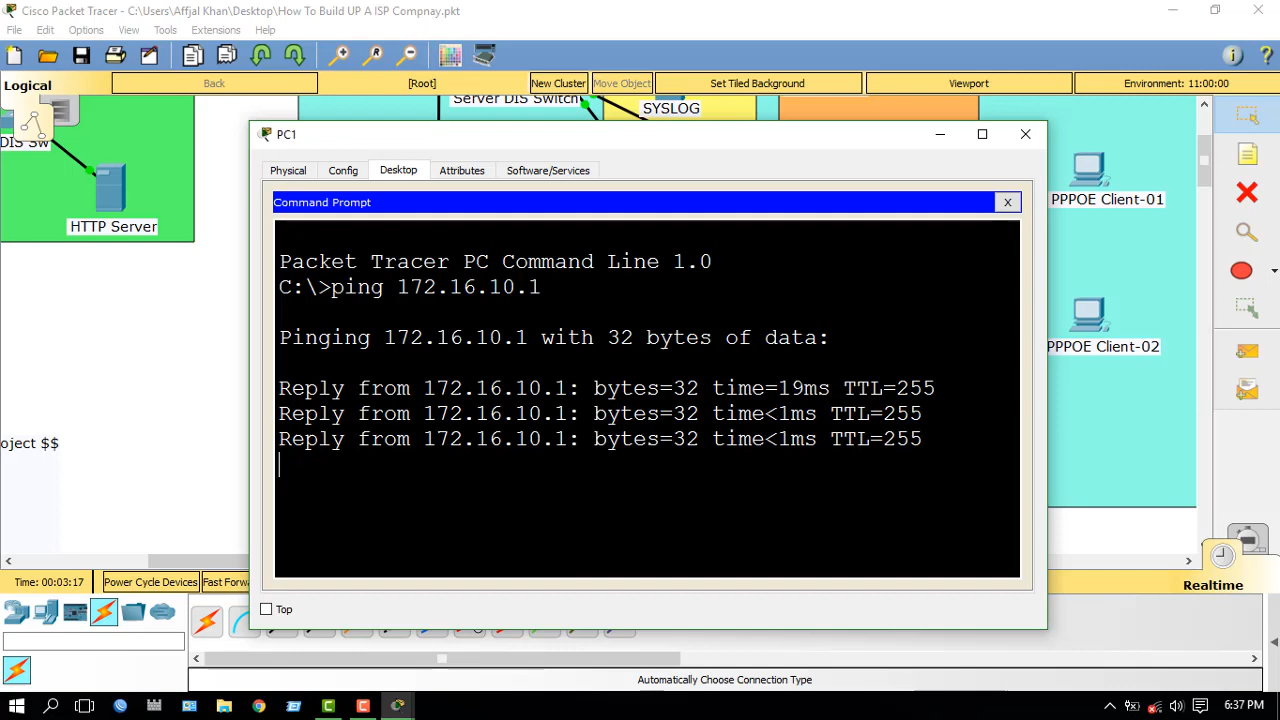 Cisco Packet Tracer - C:\Users\Affjal Khan\Desktop\How To Build UP A ISP Compnay.pkt
File Edit Options View Tools Extensions Help
Logical Back [Root] New Cluster Move Object Set Tiled Background Viewport Environment: 11:00:00
Server DIS Switch
SYSLOG
DIS Sw
HTTP Server
PPPOE Client-01
PPPOE Client-02
oject $$
PC1
Physical Config Desktop Attributes Software/Services
Command Prompt X
Packet Tracer PC Command Line 1.0
C:\>ping 172.16.10.1
Pinging 172.16.10.1 with 32 bytes of data:
Reply from 172.16.10.1: bytes=32 time=19ms TTL=255
Reply from 172.16.10.1: bytes=32 time<1ms TTL=255
Reply from 172.16.10.1: bytes=32 time<1ms TTL=255
Top
Time: 00:03:17 Power Cycle Devices Fast Forw
Realtime
Automatically Choose Connection Type
6:37 PM